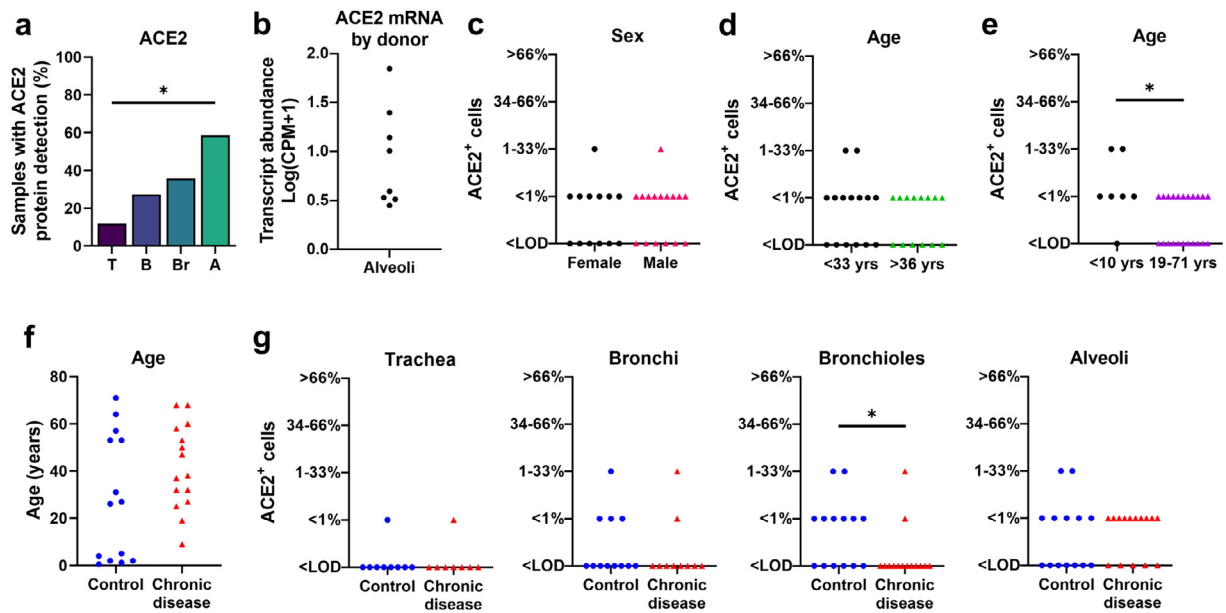 a
ACE2
Samples with ACE2
protein detection (%)
100
80
60
40
20
0
*
T B Br A
b
ACE2 mRNA
by donor
Transcript abundance
Log(CPM+1)
2.0
1.5
1.0
0.5
0.0
Alveoli
c
Sex
ACE2+ cells
>66%
34-66%
1-33%
<1%
<LOD
Female Male
d
Age
ACE2+ cells
>66%
34-66%
1-33%
<1%
<LOD
<33 yrs >36 yrs
e
Age
ACE2+ cells
>66%
34-66%
1-33%
<1%
<LOD
*
<10 yrs 19-71 yrs
f
Age
Age (years)
80
60
40
20
0
Control Chronic
disease
g
Trachea
ACE2+ cells
>66%
34-66%
1-33%
<1%
<LOD
Control Chronic
disease
Bronchi
>66%
34-66%
1-33%
<1%
<LOD
Control Chronic
disease
Bronchioles
>66%
34-66%
1-33%
<1%
<LOD
*
Control Chronic
disease
Alveoli
>66%
34-66%
1-33%
<1%
<LOD
Control Chronic
disease